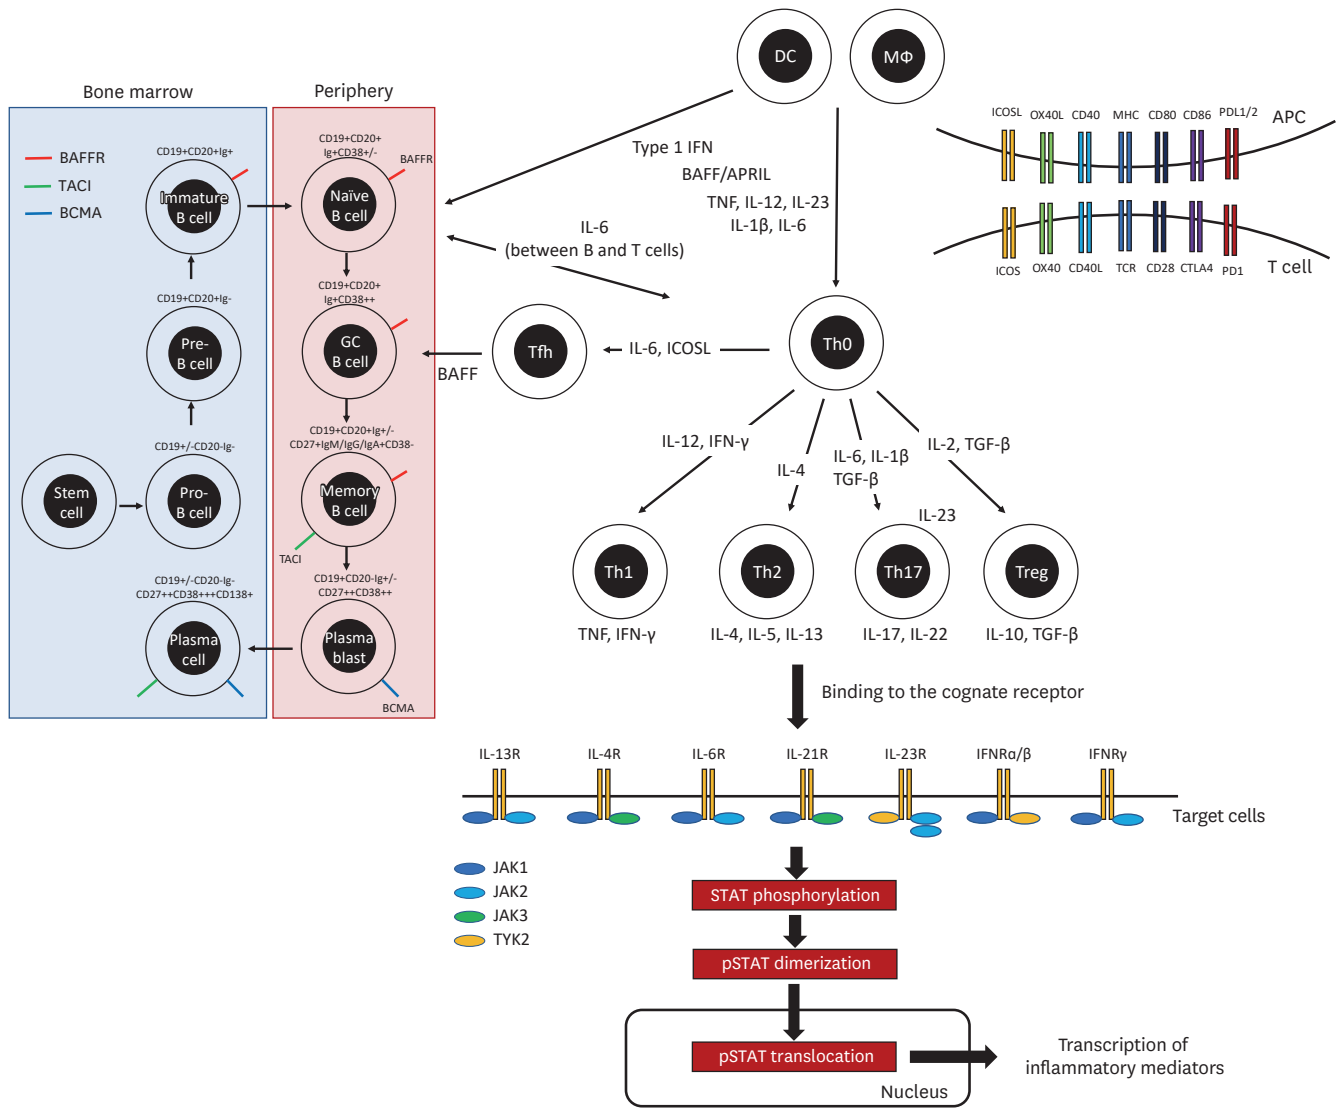 DC
MΦ
Bone marrow
Periphery
BAFFR
TACI
BCMA
CD19+CD20+Ig+
Immature
B cell
CD19+CD20+Ig-
Pre-
B cell
CD19+/-CD20-Ig-
Stem
cell
Pro-
B cell
CD19+/-CD20-Ig-
CD27++CD38+++CD138+
Plasma
cell
CD19+CD20+
Ig+CD38+/-
BAFFR
Naïve
B cell
CD19+CD20+
Ig+CD38++
GC
B cell
CD19+CD20+Ig+/-
CD27+IgM/IgG/IgA+CD38-
Memory
B cell
TACI
CD19+CD20-Ig+/-
CD27++CD38++
Plasma
blast
BCMA
Type 1 IFN
BAFF/APRIL
TNF, IL-12, IL-23
IL-1β, IL-6
IL-6
(between B and T cells)
Tfh
BAFF
IL-6, ICOSL
Th0
ICOSL
OX40L
CD40
MHC
CD80
CD86
PDL1/2
APC
ICOS
OX40
CD40L
TCR
CD28
CTLA4
PD1
T cell
IL-12, IFN-γ
IL-4
IL-6, IL-1β
TGF-β
IL-2, TGF-β
IL-23
Th1
Th2
Th17
Treg
TNF, IFN-γ
IL-4, IL-5, IL-13
IL-17, IL-22
IL-10, TGF-β
Binding to the cognate receptor
IL-13R
IL-4R
IL-6R
IL-21R
IL-23R
IFNRα/β
IFNRγ
Target cells
JAK1
JAK2
JAK3
TYK2
STAT phosphorylation
pSTAT dimerization
pSTAT translocation
Nucleus
Transcription of
inflammatory mediators